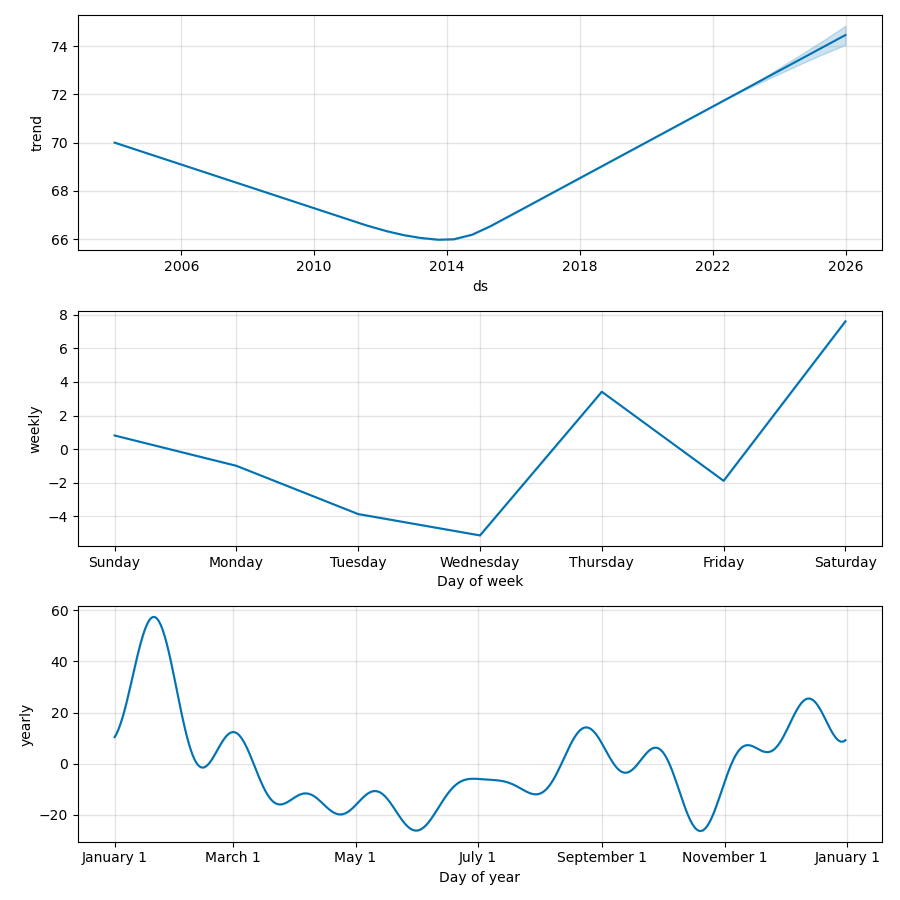 74
72
70
68
66
trend
2006 2010 2014 2018 2022 2026
ds
8
6
4
2
0
−2
−4
weekly
Sunday Monday Tuesday Wednesday Thursday Friday Saturday
Day of week
60
40
20
0
−20
yearly
January 1 March 1 May 1 July 1 September 1 November 1 January 1
Day of year